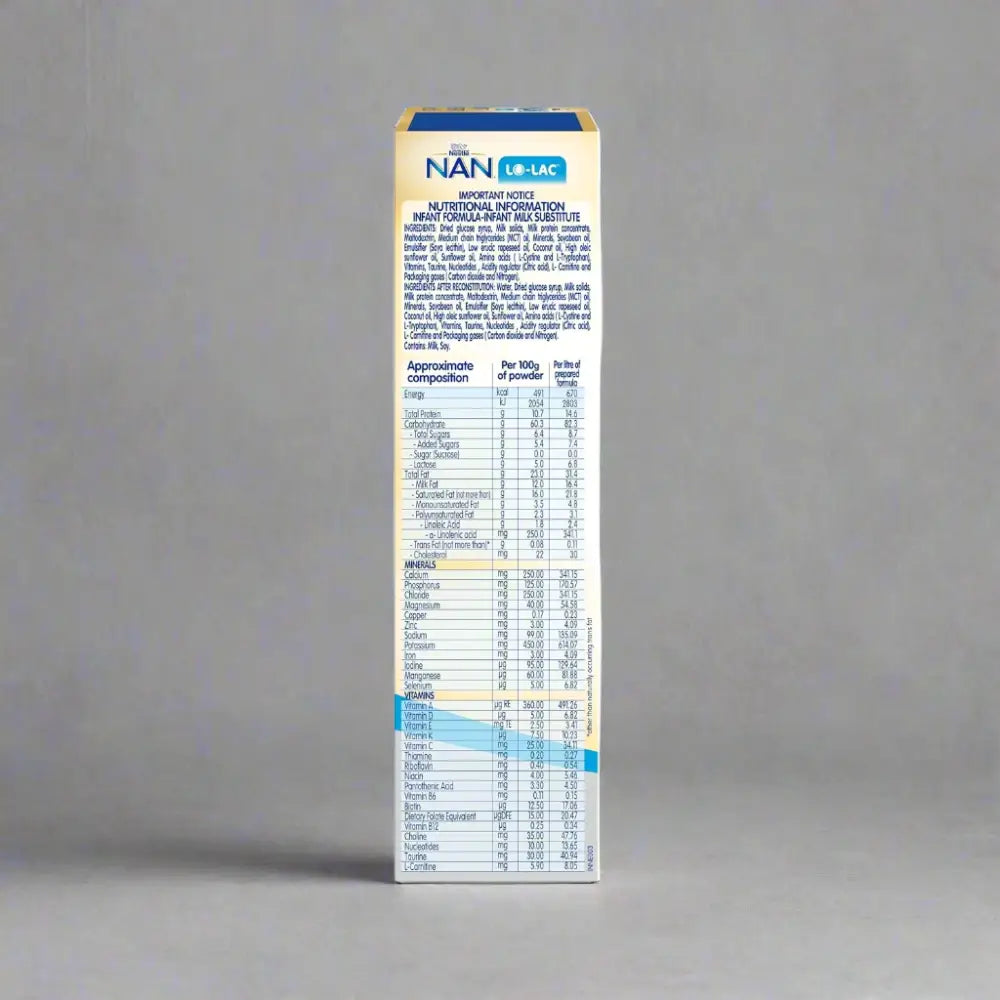 Nestlé
NAN LO-LAC
IMPORTANT NOTICE
NUTRITIONAL INFORMATION
INFANT FORMULA-INFANT MILK SUBSTITUTE
INGREDIENTS: Dried glucose syrup, Milk solids, Milk protein concentrate,
Maltodextrin, Medium chain triglycerides (MCT) oil, Minerals, Soyabean oil,
Emulsifier (Soya lecithin), Low erucic rapeseed oil, Coconut oil, High oleic
sunflower oil, Sunflower oil, Amino acids ( L-Cystine and L-Tryptophan),
Vitamins, Taurine, Nucleotides , Acidity regulator (Citric acid), L- Carnitine and
Packaging gases ( Carbon dioxide and Nitrogen).
INGREDIENTS AFTER RECONSTITUTION: Water, Dried glucose syrup, Milk solids,
Milk protein concentrate, Maltodextrin, Medium chain triglycerides (MCT) oil,
Minerals, Soyabean oil, Emulsifier (Soya lecithin), Low erucic rapeseed oil,
Coconut oil, High oleic sunflower oil, Sunflower oil, Amino acids ( L-Cystine and
L-Tryptophan), Vitamins, Taurine, Nucleotides , Acidity regulator (Citric acid),
L- Carnitine and Packaging gases ( Carbon dioxide and Nitrogen).
Contains: Milk, Soy.
Approximate composition Per 100g of powder Per litre of prepared formula
Energy kcal 491 670
kJ 2054 2803
Total Protein g 10.7 14.6
Carbohydrate g 60.3 82.3
- Total Sugars g 6.4 8.7
- Added Sugars g 5.4 7.4
- Sugar (Sucrose) g 0.0 0.0
- Lactose g 5.0 6.8
Total Fat g 23.0 31.4
- Milk Fat g 12.0 16.4
- Saturated Fat (not more than) g 16.0 21.8
- Monounsaturated Fat g 3.5 4.8
- Polyunsaturated Fat g 2.3 3.1
- Linoleic Acid g 1.8 2.4
- α- Linolenic acid mg 250.0 341.1
- Trans Fat (not more than)* g 0.08 0.11
- Cholesterol mg 22 30
MINERALS
Calcium mg 250.00 341.15
Phosphorus mg 125.00 170.57
Chloride mg 250.00 341.15
Magnesium mg 40.00 54.58
Copper mg 0.17 0.23
Zinc mg 3.00 4.09
Sodium mg 99.00 135.09
Potassium mg 450.00 614.07
Iron mg 3.00 4.09
Iodine µg 95.00 129.64
Manganese µg 60.00 81.88
Selenium µg 5.00 6.82
VITAMINS
Vitamin A µg RE 360.00 491.26
Vitamin D µg 5.00 6.82
Vitamin E mg TE 2.50 3.41
Vitamin K µg 7.50 10.23
Vitamin C mg 25.00 34.11
Thiamine mg 0.20 0.27
Riboflavin mg 0.40 0.54
Niacin mg 4.00 5.46
Pantothenic Acid mg 3.30 4.50
Vitamin B6 mg 0.11 0.15
Biotin µg 12.50 17.06
Dietary Folate Equivalent µgDFE 15.00 20.47
Vitamin B12 µg 0.25 0.34
Choline mg 35.00 47.76
Nucleotides mg 10.00 13.65
Taurine mg 30.00 40.94
L-Carnitine mg 5.90 8.05
*other than naturally occurring trans fat